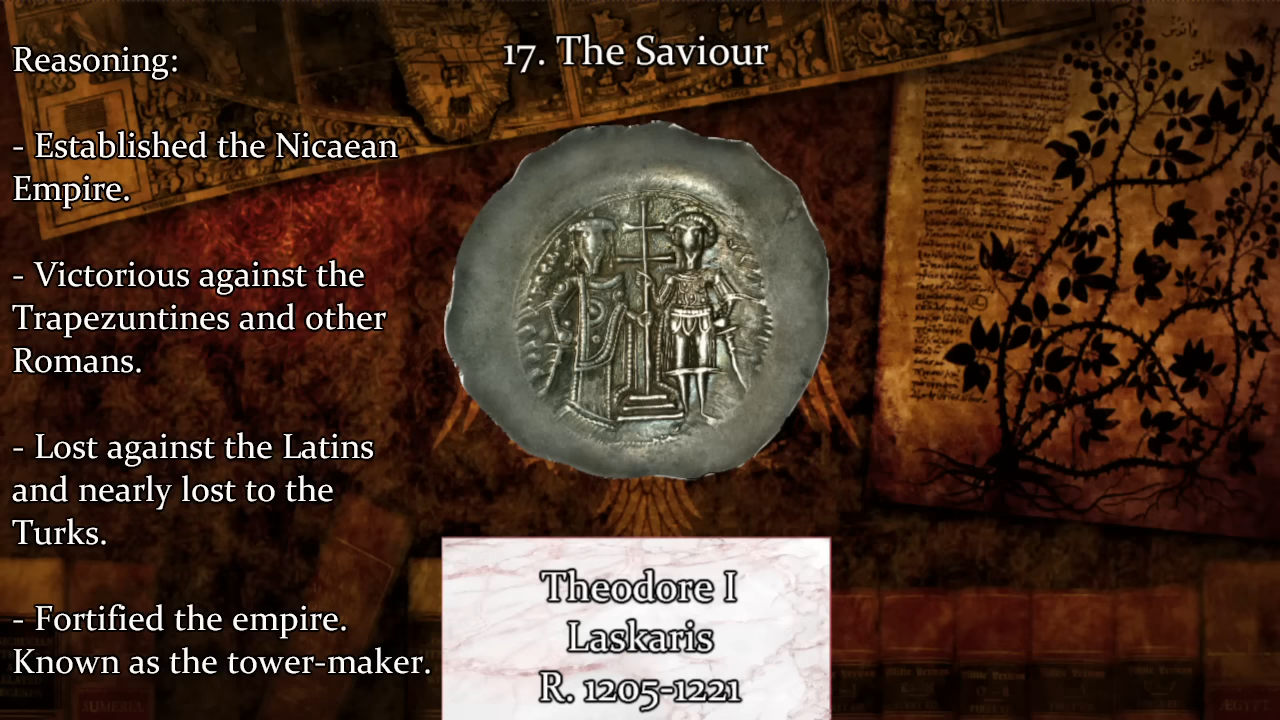 17. The Saviour
Reasoning:
- Established the Nicaean
Empire.
- Victorious against the
Trapezuntines and other
Romans.
- Lost against the Latins
and nearly lost to the
Turks.
- Fortified the empire.
Known as the tower-maker.
Theodore I
Laskaris
R. 1205-1221
SUMERIA